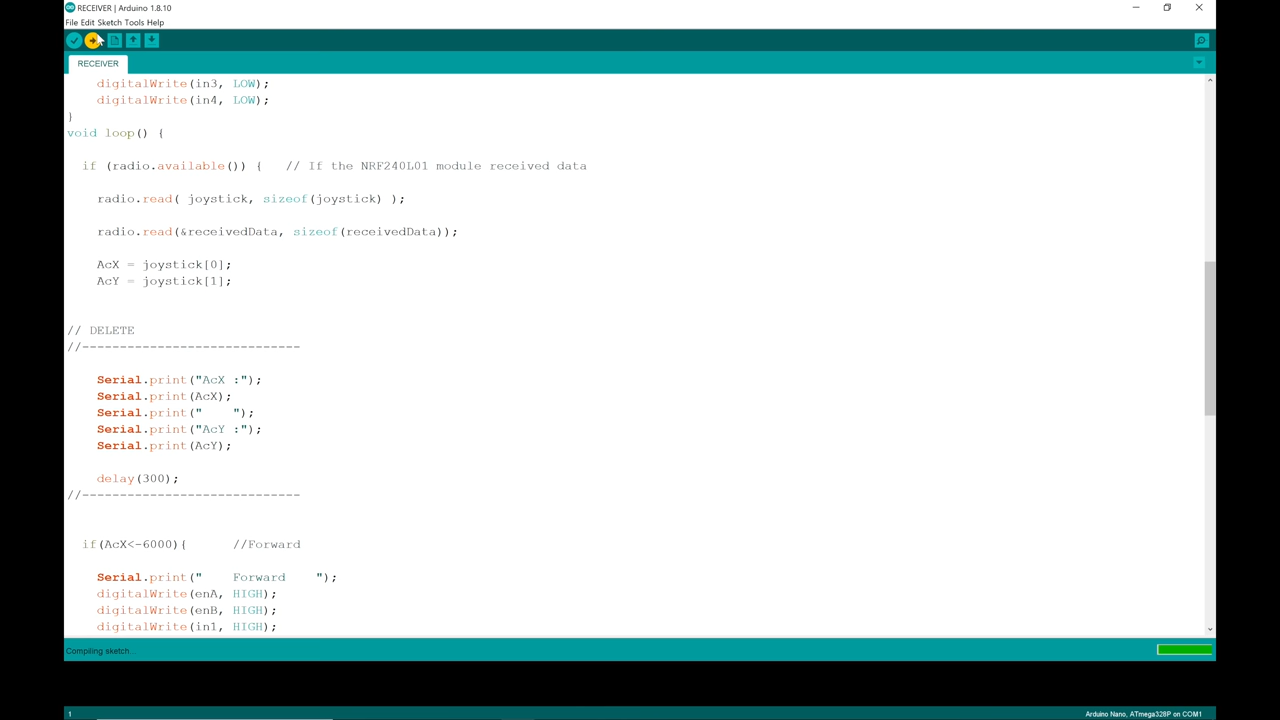 RECEIVER | Arduino 1.8.10
File Edit Sketch Tools Help
RECEIVER
digitalWrite(in3, LOW);
digitalWrite(in4, LOW);
}
void loop() {
if (radio.available()) { // If the NRF240L01 module received data
radio.read( joystick, sizeof(joystick) );
radio.read(&receivedData, sizeof(receivedData));
AcX = joystick[0];
AcY = joystick[1];
// DELETE
//-----------------------------
Serial.print("AcX :");
Serial.print(AcX);
Serial.print("    ");
Serial.print("AcY :");
Serial.print(AcY);
delay(300);
//-----------------------------
if(AcX<-6000){ //Forward
Serial.print("    Forward    ");
digitalWrite(enA, HIGH);
digitalWrite(enB, HIGH);
digitalWrite(in1, HIGH);
Compiling sketch...
1 Arduino Nano, ATmega328P on COM1